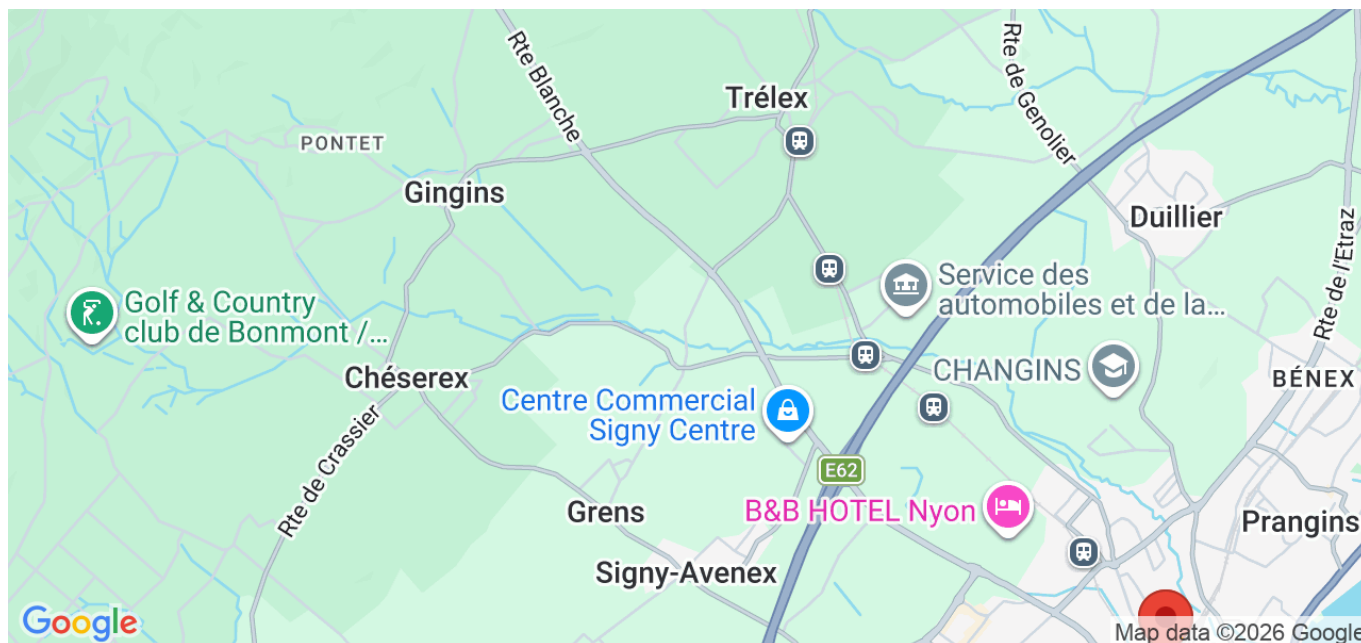 Rte Blanche
Trélex
Rte de Genolier
PONTET
Gingins
Duillier
Rte de l'Etraz
Golf & Country
club de Bonmont /...
Service des
automobiles et de la...
Chéserex
CHANGINS
BÉNEX
Centre Commercial
Signy Centre
Rte de Crassier
E62
Grens
B&B HOTEL Nyon
Prangins
Signy-Avenex
Google
Map data ©2026 Google